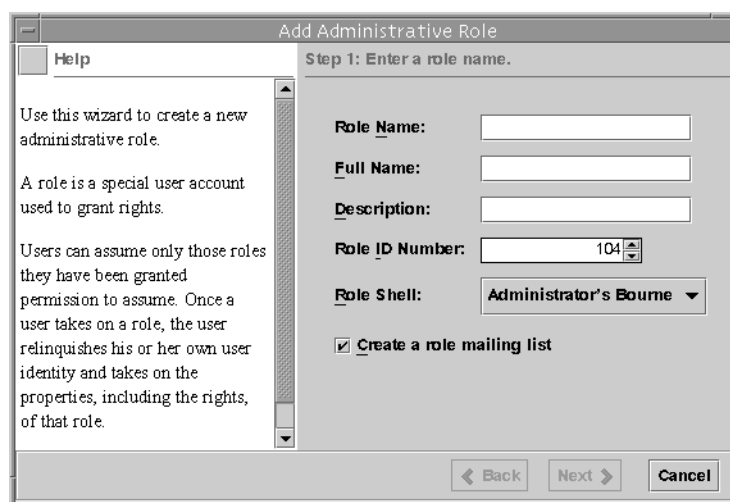 Add Administrative Role
Help
Use this wizard to create a new
administrative role.
A role is a special user account
used to grant rights.
Users can assume only those roles
they have been granted
permission to assume. Once a
user takes on a role, the user
relinquishes his or her own user
identity and takes on the
properties, including the rights,
of that role.
Step 1: Enter a role name.
Role Name:
Full Name:
Description:
Role ID Number: 104
Role Shell: Administrator's Bourne
Create a role mailing list
Back Next Cancel